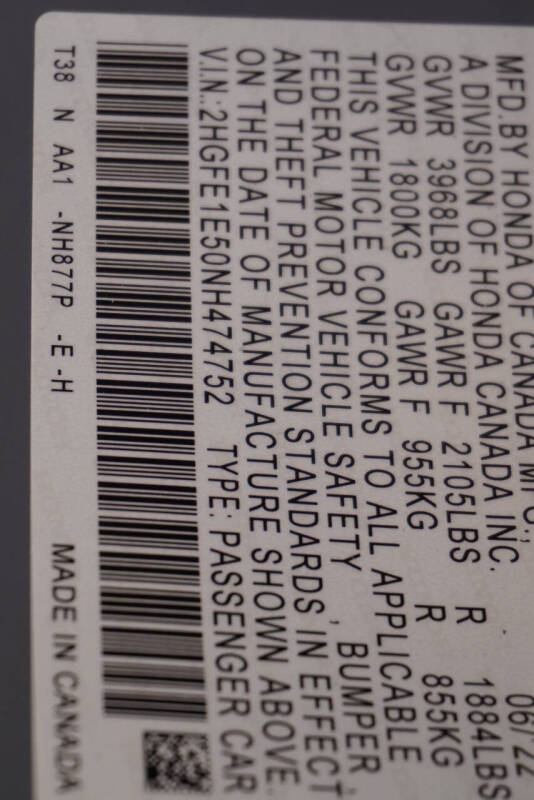 MFD.BY HONDA OF CANADA MFG., 06/22
A DIVISION OF HONDA CANADA INC.
GVWR 3968LBS GAWR F 2105LBS R 1884LBS
GVWR 1800KG GAWR F 955KG R 855KG
THIS VEHICLE CONFORMS TO ALL APPLICABLE
FEDERAL MOTOR VEHICLE SAFETY, BUMPER,
AND THEFT PREVENTION STANDARDS IN EFFECT
ON THE DATE OF MANUFACTURE SHOWN ABOVE.
V.I.N.:2HGFE1E50NH474752 TYPE: PASSENGER CAR
T38 N AA1 -NH877P -E -H MADE IN CANADA